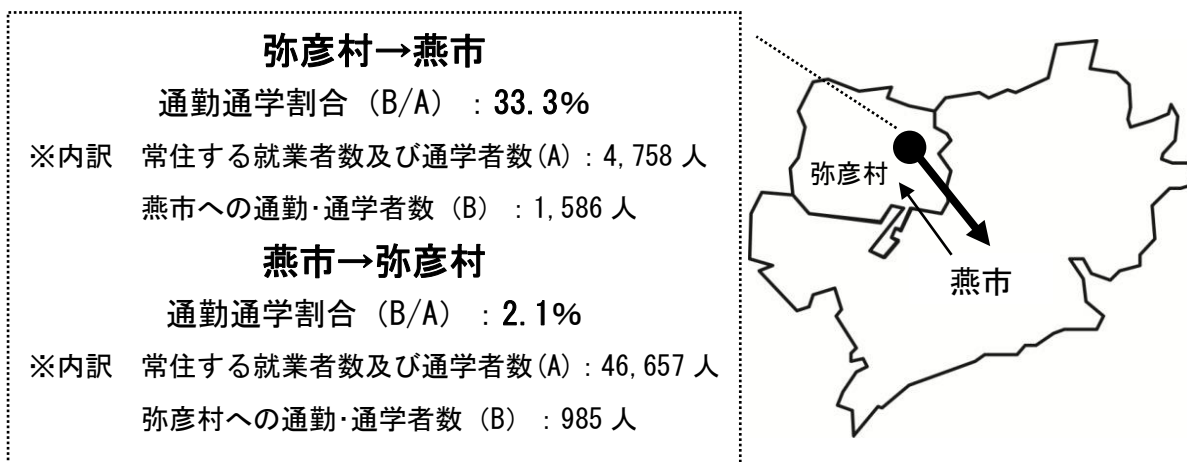 弥彦村→燕市
通勤通学割合（B/A）：33.3%
※内訳　常住する就業者数及び通学者数(A)：4,758 人
燕市への通勤･通学者数（B）：1,586 人
燕市→弥彦村
通勤通学割合（B/A）：2.1%
※内訳　常住する就業者数及び通学者数(A)：46,657 人
弥彦村への通勤･通学者数（B）：985 人
弥彦村
燕市